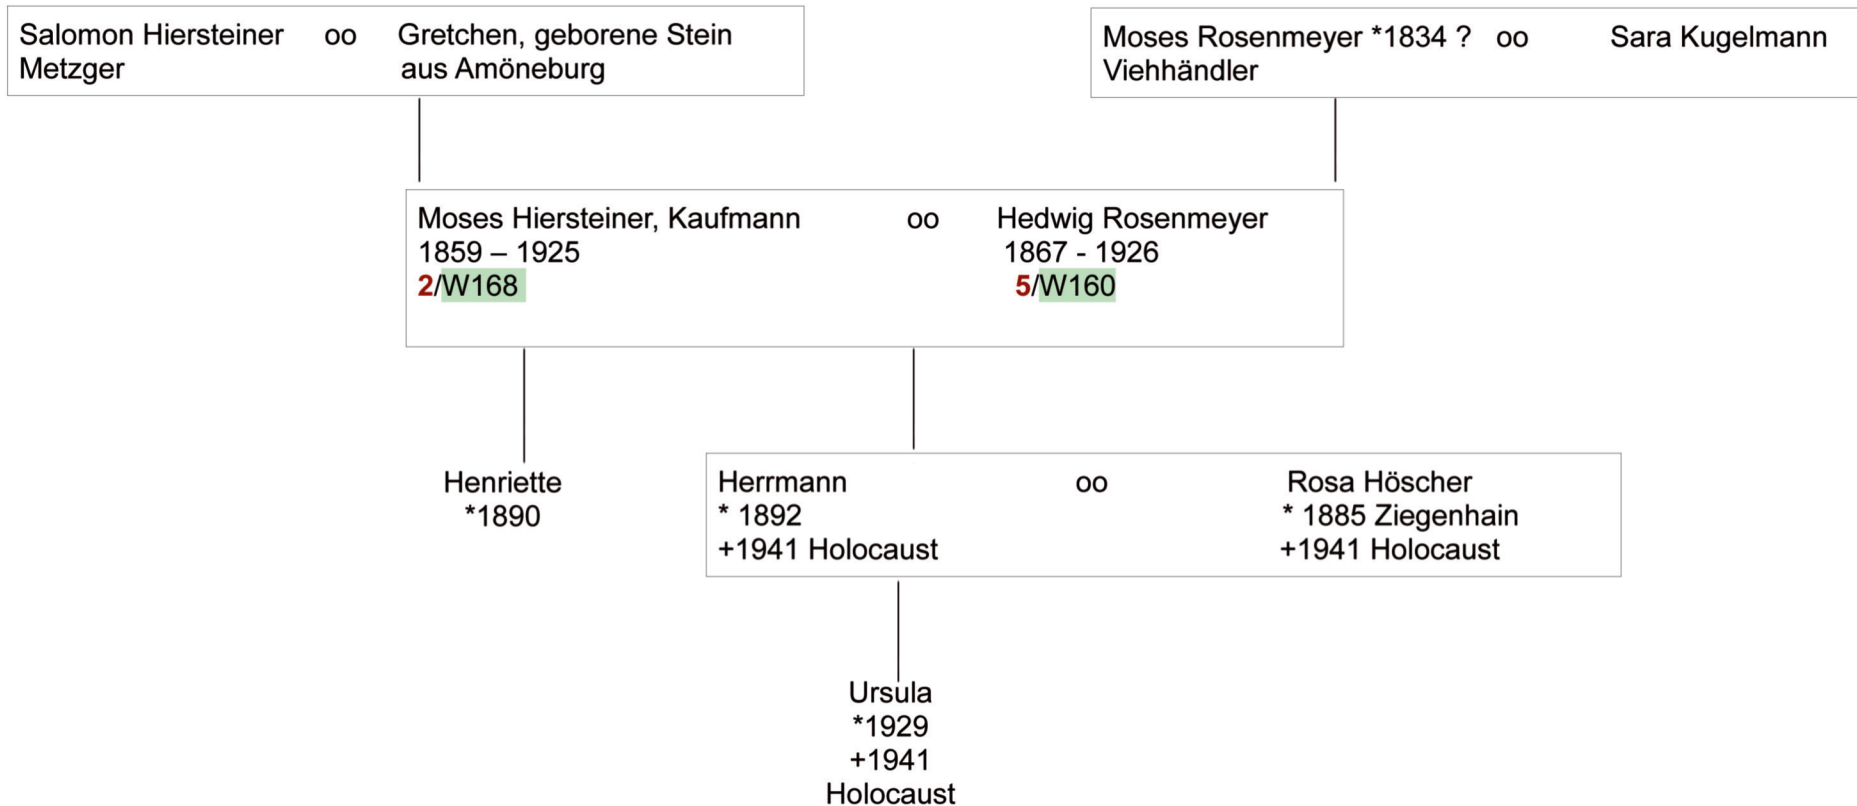 Salomon Hiersteiner oo Gretchen, geborene Stein
Metzger aus Amöneburg
Moses Rosenmeyer *1834 ? oo Sara Kugelmann
Viehhändler
Moses Hiersteiner, Kaufmann oo Hedwig Rosenmeyer
1859 – 1925 1867 - 1926
2/W168 5/W160
Henriette
*1890
Herrmann oo Rosa Höscher
* 1892 * 1885 Ziegenhain
+1941 Holocaust +1941 Holocaust
Ursula
*1929
+1941
Holocaust